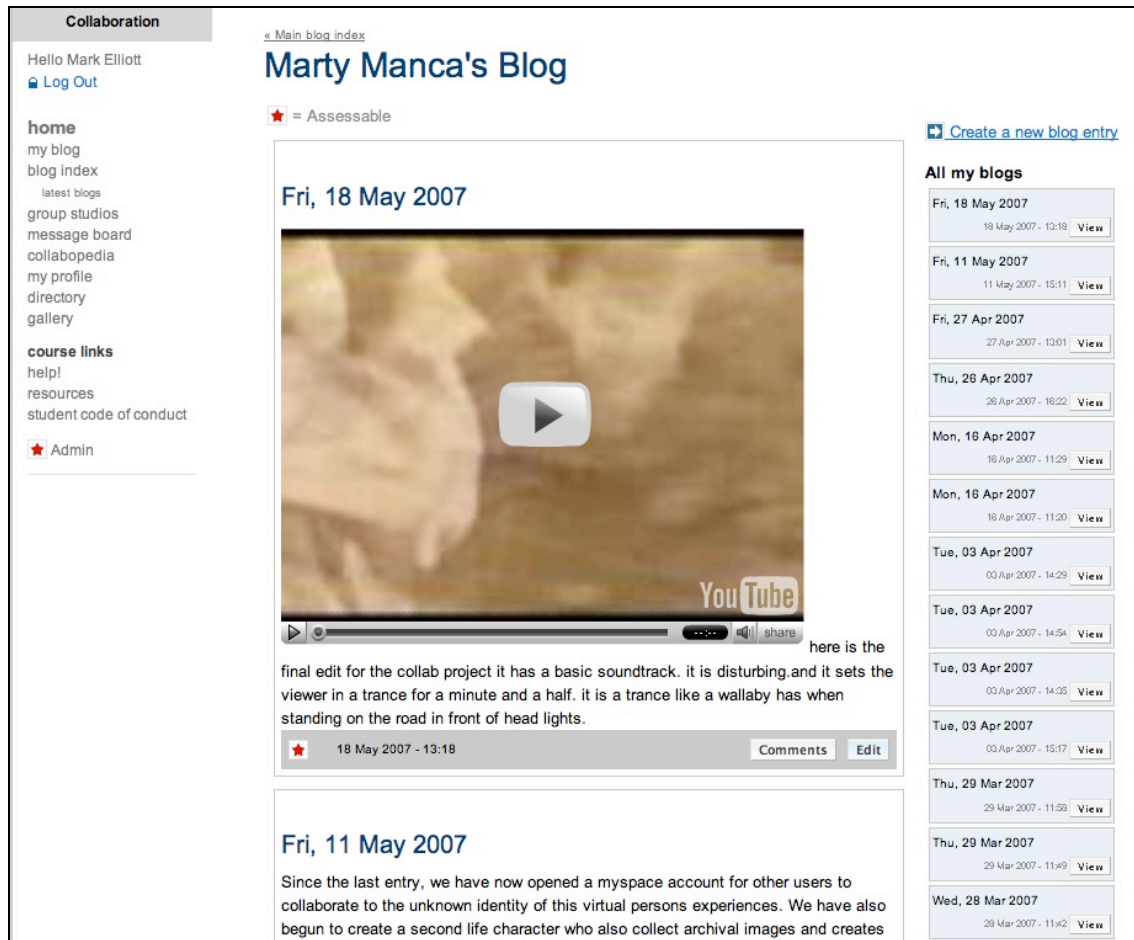 Collaboration
Hello Mark Elliott
Log Out
home
my blog
blog index
latest blogs
group studios
message board
collabopedia
my profile
directory
gallery
course links
help!
resources
student code of conduct
Admin
« Main blog index
Marty Manca's Blog
= Assessable
Fri, 18 May 2007
YouTube
--:--
share
here is the
final edit for the collab project it has a basic soundtrack. it is disturbing.and it sets the
viewer in a trance for a minute and a half. it is a trance like a wallaby has when
standing on the road in front of head lights.
18 May 2007 - 13:18 Comments Edit
Fri, 11 May 2007
Since the last entry, we have now opened a myspace account for other users to
collaborate to the unknown identity of this virtual persons experiences. We have also
begun to create a second life character who also collect archival images and creates
Create a new blog entry
All my blogs
Fri, 18 May 2007
18 May 2007 - 13:18 View
Fri, 11 May 2007
11 May 2007 - 15:11 View
Fri, 27 Apr 2007
27 Apr 2007 - 13:01 View
Thu, 26 Apr 2007
26 Apr 2007 - 16:22 View
Mon, 16 Apr 2007
16 Apr 2007 - 11:29 View
Mon, 16 Apr 2007
16 Apr 2007 - 11:20 View
Tue, 03 Apr 2007
03 Apr 2007 - 14:29 View
Tue, 03 Apr 2007
03 Apr 2007 - 14:54 View
Tue, 03 Apr 2007
03 Apr 2007 - 14:35 View
Tue, 03 Apr 2007
03 Apr 2007 - 15:17 View
Thu, 29 Mar 2007
29 Mar 2007 - 11:58 View
Thu, 29 Mar 2007
29 Mar 2007 - 11:49 View
Wed, 28 Mar 2007
28 Mar 2007 - 11:42 View